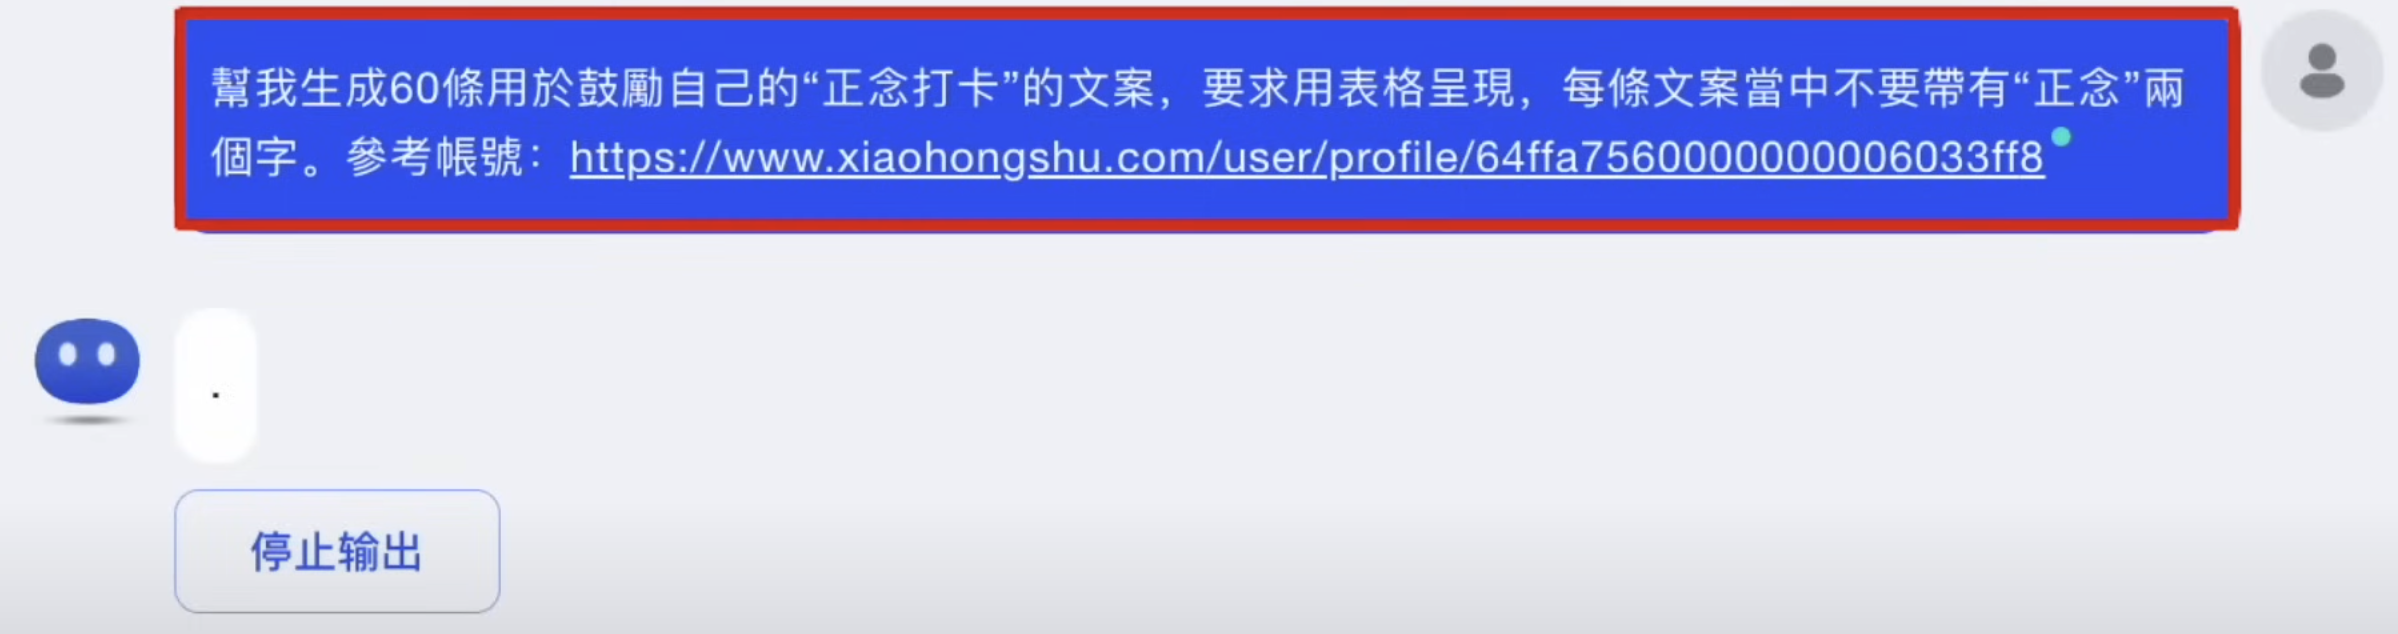 幫我生成60條用於鼓勵自己的“正念打卡”的文案，要求用表格呈現，每條文案當中不要帶有“正念”兩
個字。參考帳號：https://www.xiaohongshu.com/user/profile/64ffa7560000000006033ff8
.
停止输出